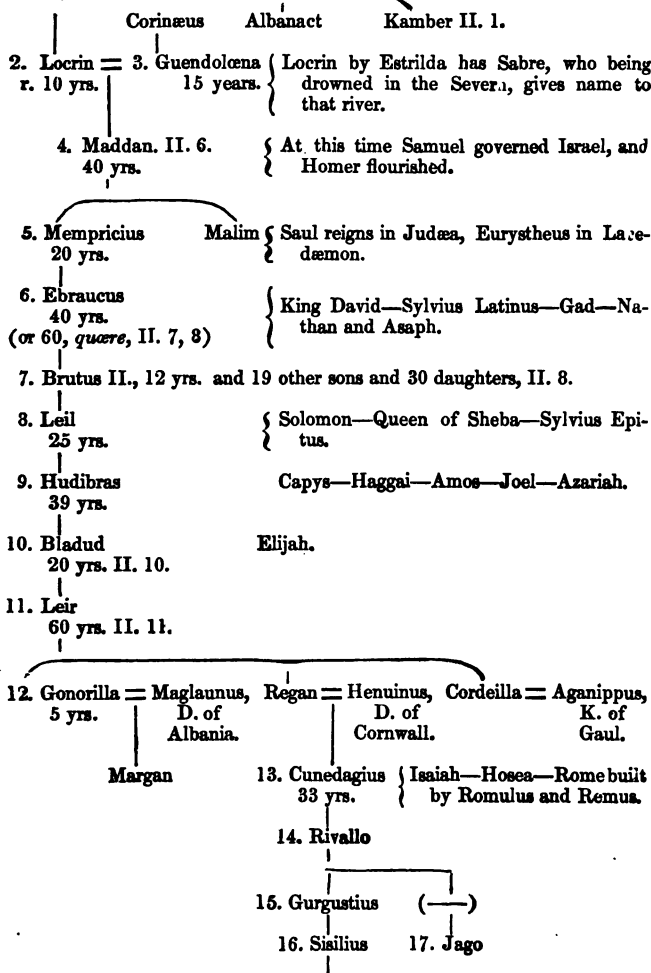 Corinæus Albanact Kamber II. 1.
2. Locrin = 3. Guendolœna { Locrin by Estrilda has Sabre, who being
r. 10 yrs. 15 years. drowned in the Severn, gives name to
that river.
4. Maddan. II. 6. { At this time Samuel governed Israel, and
40 yrs. Homer flourished.
5. Mempricius Malim { Saul reigns in Judæa, Eurystheus in Lace-
20 yrs. dæmon.
6. Ebraucus { King David—Sylvius Latinus—Gad—Na-
40 yrs. than and Asaph.
(or 60, quære, II. 7, 8)
7. Brutus II., 12 yrs. and 19 other sons and 30 daughters, II. 8.
8. Leil { Solomon—Queen of Sheba—Sylvius Epi-
25 yrs. tus.
9. Hudibras Capys—Haggai—Amos—Joel—Azariah.
39 yrs.
10. Bladud Elijah.
20 yrs. II. 10.
11. Leir
60 yrs. II. 11.
12. Gonorilla = Maglaunus, Regan = Henuinus, Cordeilla = Aganippus,
5 yrs. D. of D. of K. of
Albania. Cornwall. Gaul.
Margan 13. Cunedagius { Isaiah—Hosea—Rome built
33 yrs. by Romulus and Remus.
14. Rivallo
15. Gurgustius (——)
16. Sisilius 17. Jago